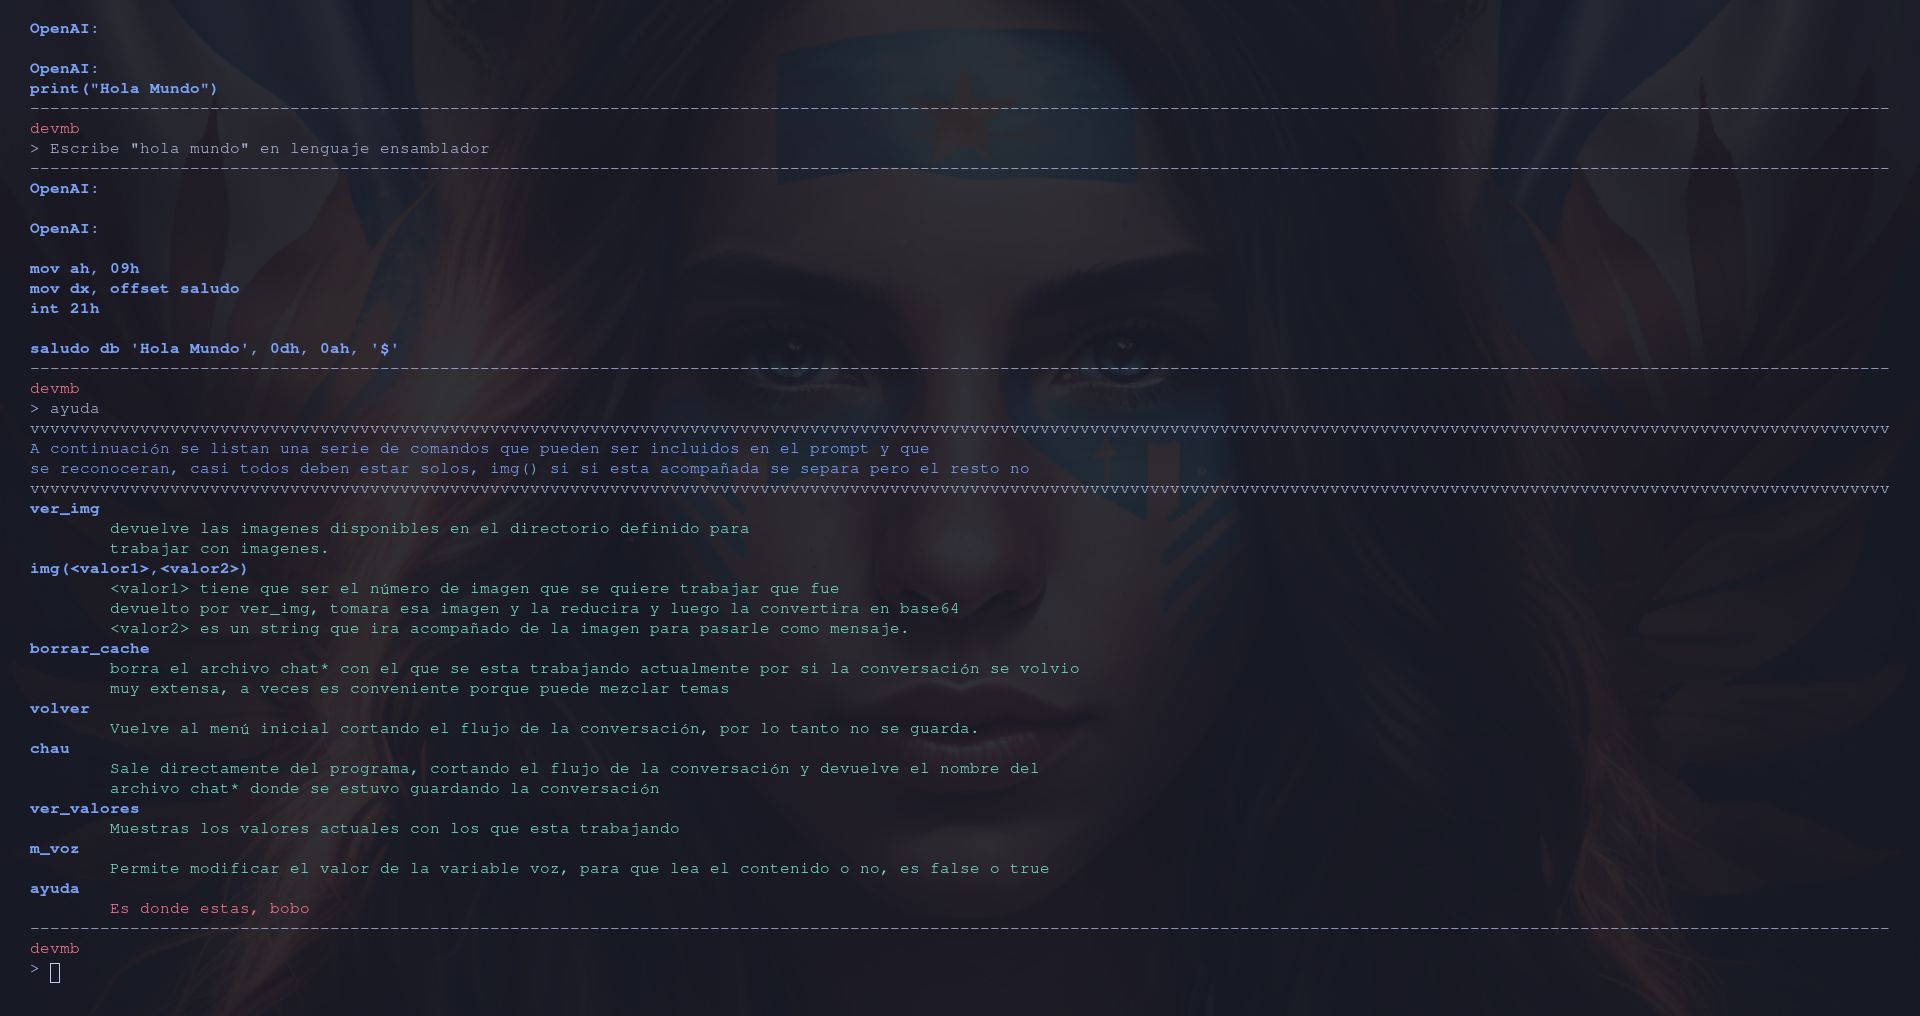 OpenAI:
OpenAI:
print("Hola Mundo")
devmb
> Escribe "hola mundo" en lenguaje ensamblador
OpenAI:
OpenAI:
mov ah, 09h
mov dx, offset saludo
int 21h
saludo db 'Hola Mundo', 0dh, 0ah, '$'
devmb
> ayuda
vvvvvvvvvvvvvvvvvvvvvvvvvvvvvvvvvvvvvvvvvvvvvvvvvvvvvvvvvvvvvvvvvvvvvvvvvvvvvvvvvvvvvvvvvvvvvvvvvvvvvvvvvvvvvvvvvvvvvvvvvvvvvvvvvvvvvvvvvvvvvvvvvvvvvvvvvvvvvvvvvvvvvvvvvvvvvvvvvvvvvv
A continuación se listan una serie de comandos que pueden ser incluidos en el prompt y que
se reconoceran, casi todos deben estar solos, img() si si esta acompañada se separa pero el resto no
vvvvvvvvvvvvvvvvvvvvvvvvvvvvvvvvvvvvvvvvvvvvvvvvvvvvvvvvvvvvvvvvvvvvvvvvvvvvvvvvvvvvvvvvvvvvvvvvvvvvvvvvvvvvvvvvvvvvvvvvvvvvvvvvvvvvvvvvvvvvvvvvvvvvvvvvvvvvvvvvvvvvvvvvvvvvvvvvvvvvvv
ver_img
devuelve las imagenes disponibles en el directorio definido para
trabajar con imagenes.
img(<valor1>,<valor2>)
<valor1> tiene que ser el número de imagen que se quiere trabajar que fue
devuelto por ver_img, tomara esa imagen y la reducira y luego la convertira en base64
<valor2> es un string que ira acompañado de la imagen para pasarle como mensaje.
borrar_cache
borra el archivo chat* con el que se esta trabajando actualmente por si la conversación se volvio
muy extensa, a veces es conveniente porque puede mezclar temas
volver
Vuelve al menú inicial cortando el flujo de la conversación, por lo tanto no se guarda.
chau
Sale directamente del programa, cortando el flujo de la conversación y devuelve el nombre del
archivo chat* donde se estuvo guardando la conversación
ver_valores
Muestras los valores actuales con los que esta trabajando
m_voz
Permite modificar el valor de la variable voz, para que lea el contenido o no, es false o true
ayuda
Es donde estas, bobo
devmb
>